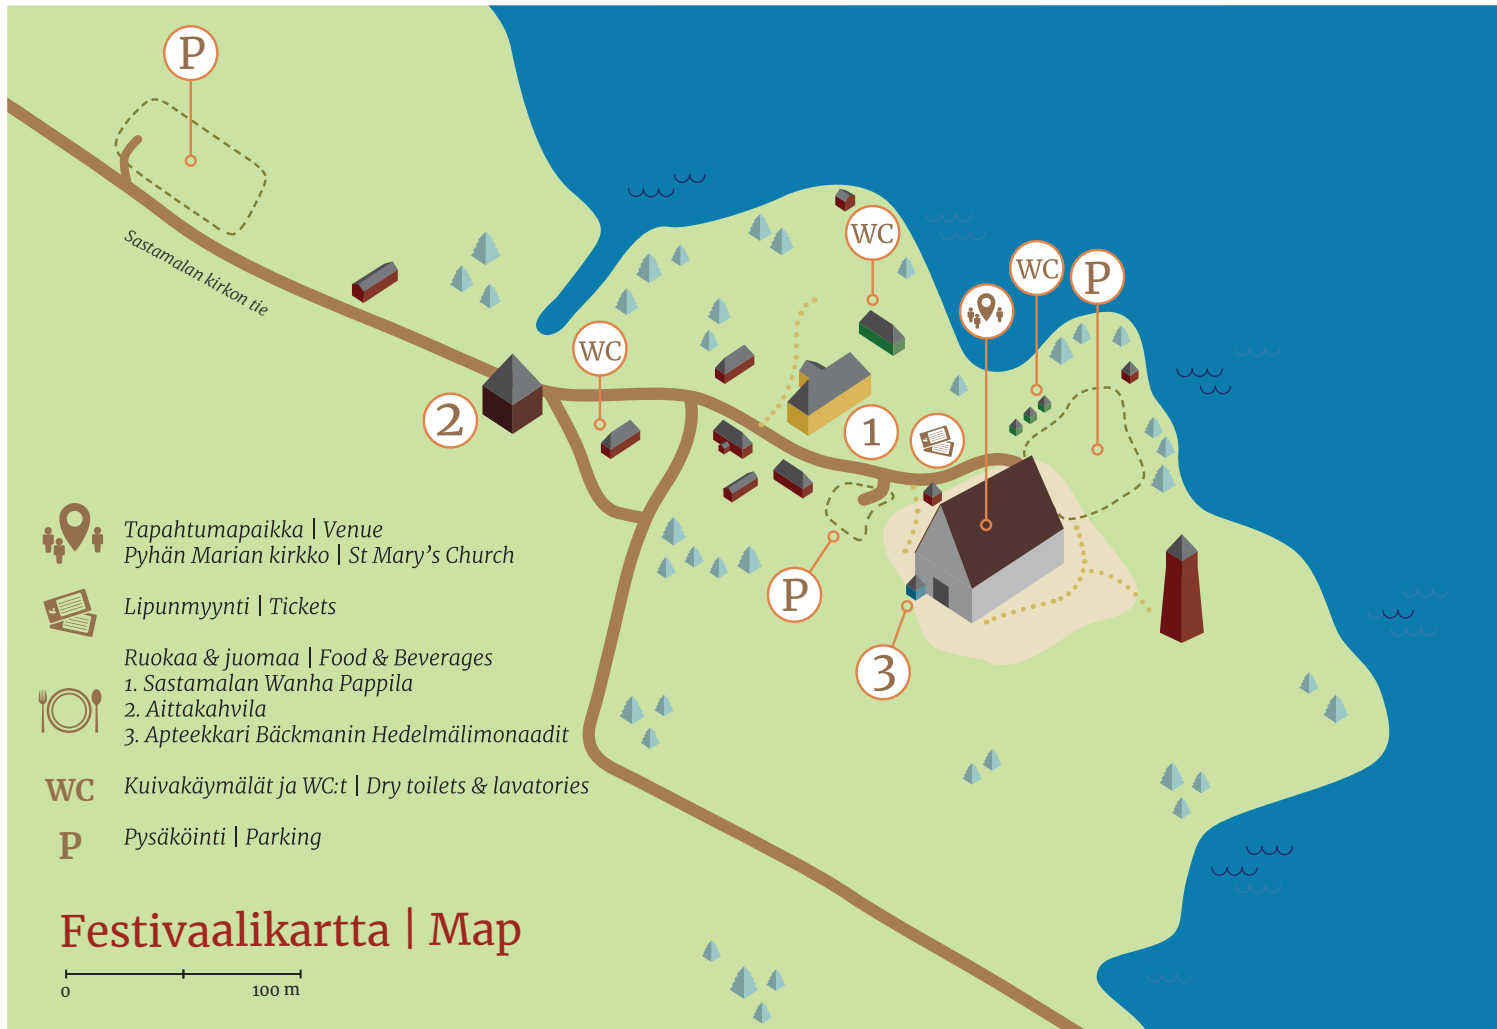 P
WC
WC
P
Sastamalan kirkon tie
WC
2
1
P
3
Tapahtumapaikka | Venue
Pyhän Marian kirkko | St Mary's Church
Lipunmyynti | Tickets
Ruokaa & juomaa | Food & Beverages
1. Sastamalan Wanha Pappila
2. Aittakahvila
3. Apteekkari Bäckmanin Hedelmälimonaadit
WC Kuivakäymälät ja WC:t | Dry toilets & lavatories
P Pysäköinti | Parking
Festivaalikartta | Map
0 100 m